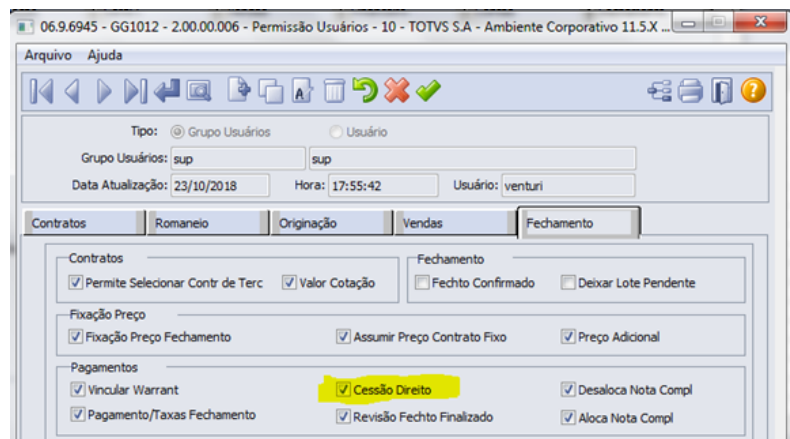 06.9.6945 - GG1012 - 2.00.00.006 - Permissão Usuários - 10 - TOTVS S.A - Ambiente Corporativo 11.5.X ...
Arquivo Ajuda
Tipo: Grupo Usuários Usuário
Grupo Usuários: sup sup
Data Atualização: 23/10/2018 Hora: 17:55:42 Usuário: venturi
Contratos Romaneio Originação Vendas Fechamento
Contratos Fechamento
Permite Selecionar Contr de Terc Valor Cotação Fechto Confirmado Deixar Lote Pendente
Fixação Preço
Fixação Preço Fechamento Assumir Preço Contrato Fixo Preço Adicional
Pagamentos
Vincular Warrant Cessão Direito Desaloca Nota Compl
Pagamento/Taxas Fechamento Revisão Fechto Finalizado Aloca Nota Compl